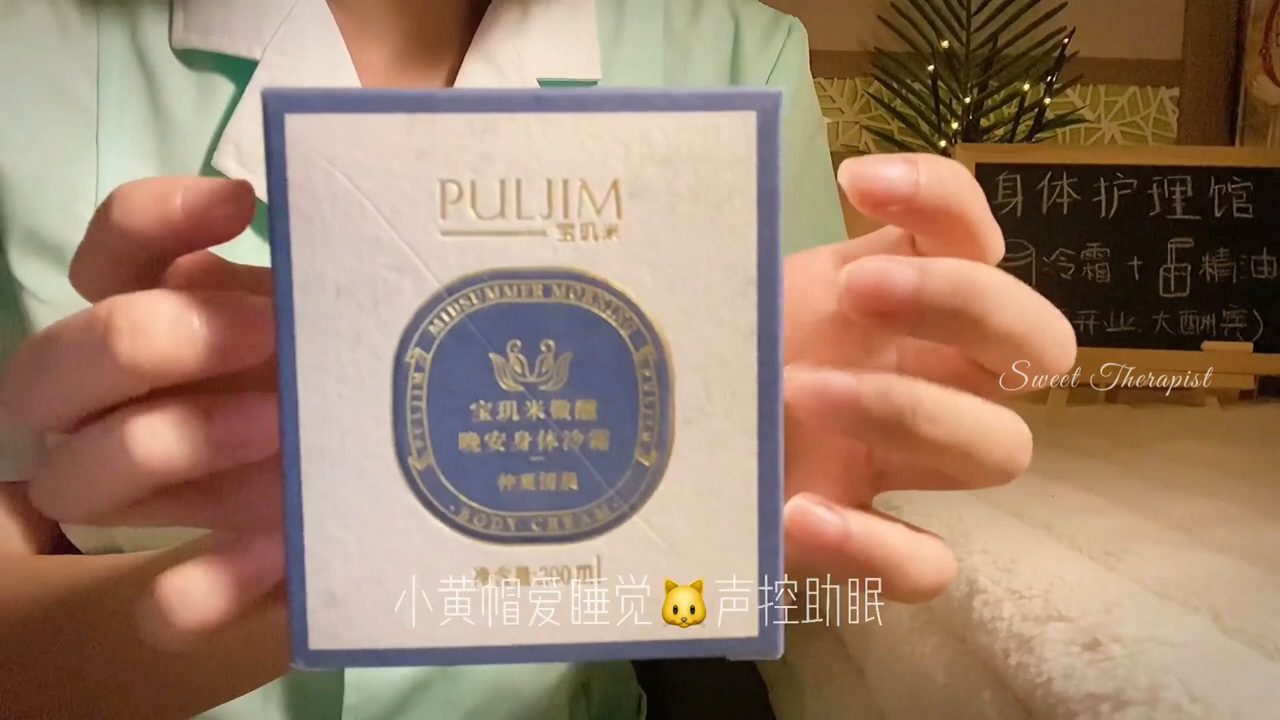 PULJIM
宝玑米
MIDSUMMER MORNING
PULJIM
PULJIM
宝玑米微醺
晚安身体冷霜
仲夏清晨
BODY CREAM
净含量:200ml
小黄帽爱睡觉🐱声控助眠
身体护理馆
冷霜+精油
开业大酬宾)
Sweet Therapist